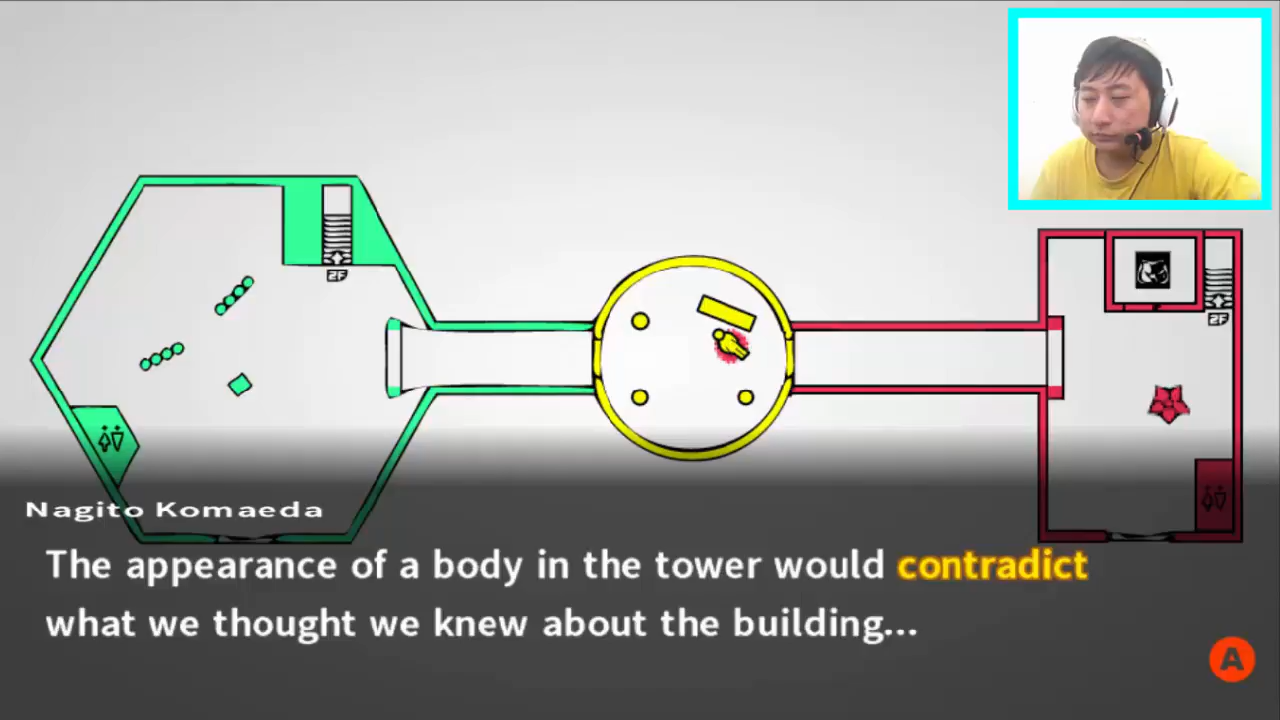 2F
2F
Nagito Komaeda
The appearance of a body in the tower would contradict
what we thought we knew about the building...
A